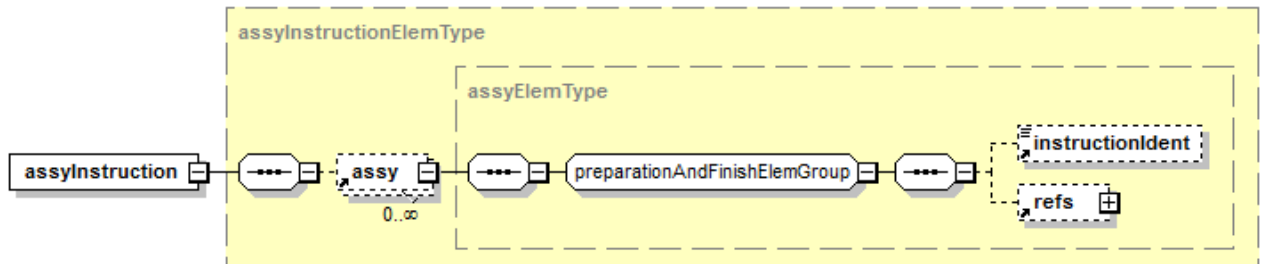 assyInstructionElemType
assyElemType
assyInstruction
assy
0..∞
preparationAndFinishElemGroup
instructionIdent
refs